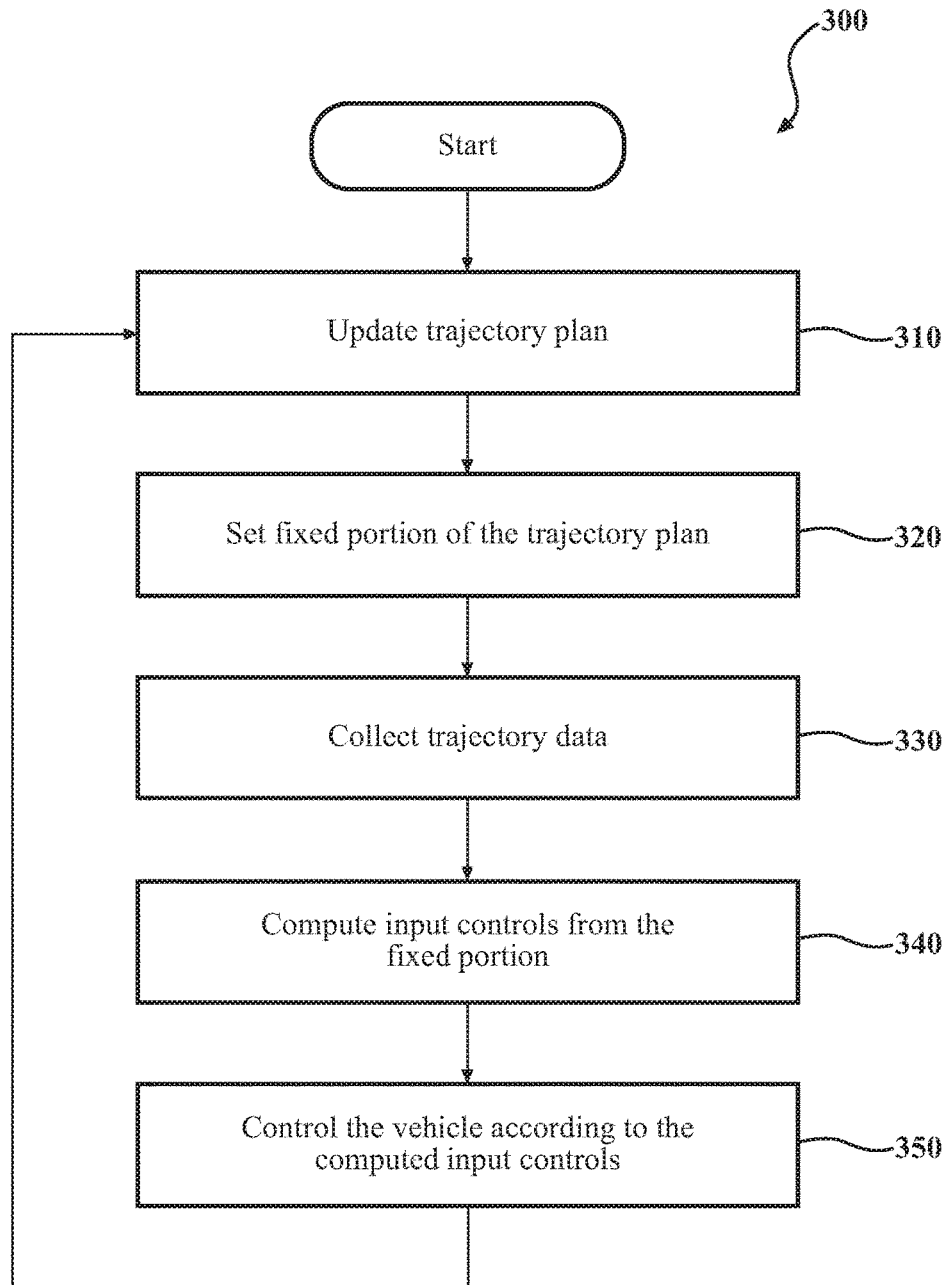 300
Start
Update trajectory plan
310
Set fixed portion of the trajectory plan
320
Collect trajectory data
330
Compute input controls from the
fixed portion
340
Control the vehicle according to the
computed input controls
350